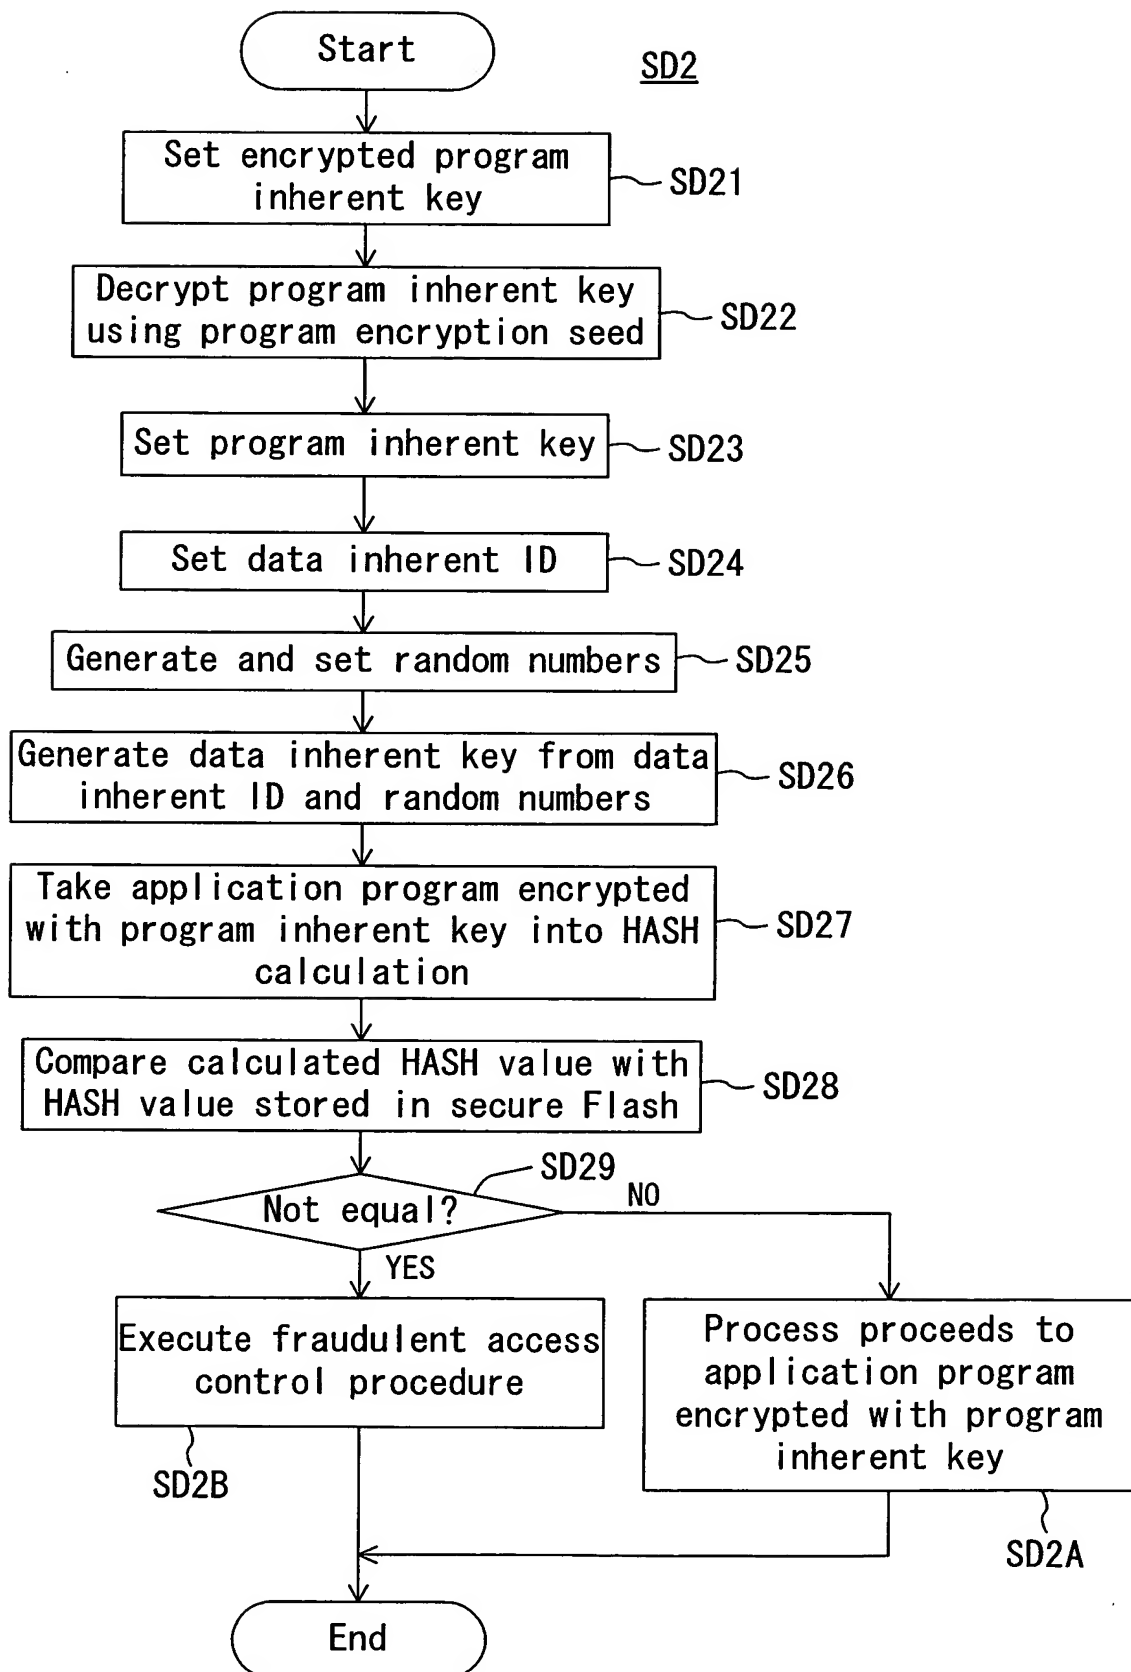 Start
SD2
Set encrypted program
inherent key
SD21
Decrypt program inherent key
using program encryption seed
SD22
Set program inherent key
SD23
Set data inherent ID
SD24
Generate and set random numbers
SD25
Generate data inherent key from data
inherent ID and random numbers
SD26
Take application program encrypted
with program inherent key into HASH
calculation
SD27
Compare calculated HASH value with
HASH value stored in secure Flash
SD28
SD29
Not equal?
NO
YES
Execute fraudulent access
control procedure
SD2B
Process proceeds to
application program
encrypted with program
inherent key
SD2A
End